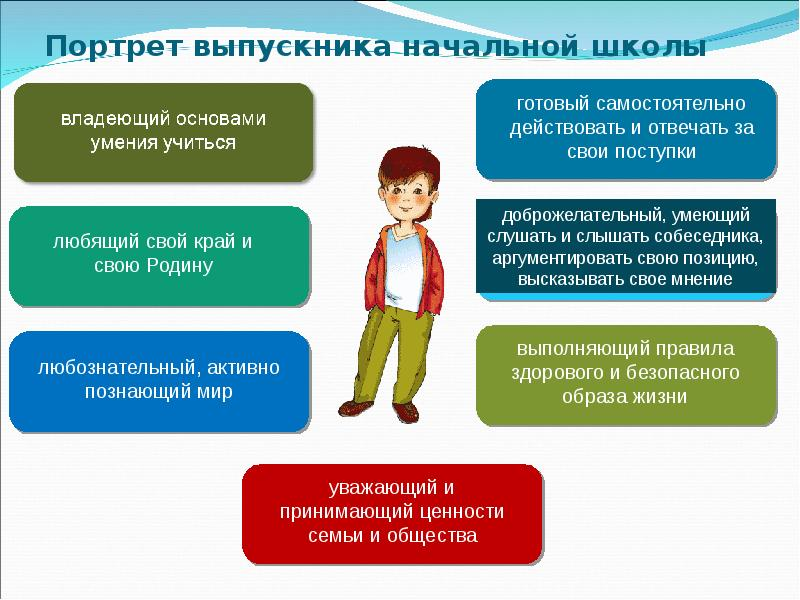 Портрет выпускника начальной школы
владеющий основами
умения учиться
любящий свой край и
свою Родину
любознательный, активно
познающий мир
готовый самостоятельно
действовать и отвечать за
свои поступки
доброжелательный, умеющий
слушать и слышать собеседника,
аргументировать свою позицию,
высказывать свое мнение
выполняющий правила
здорового и безопасного
образа жизни
уважающий и
принимающий ценности
семьи и общества